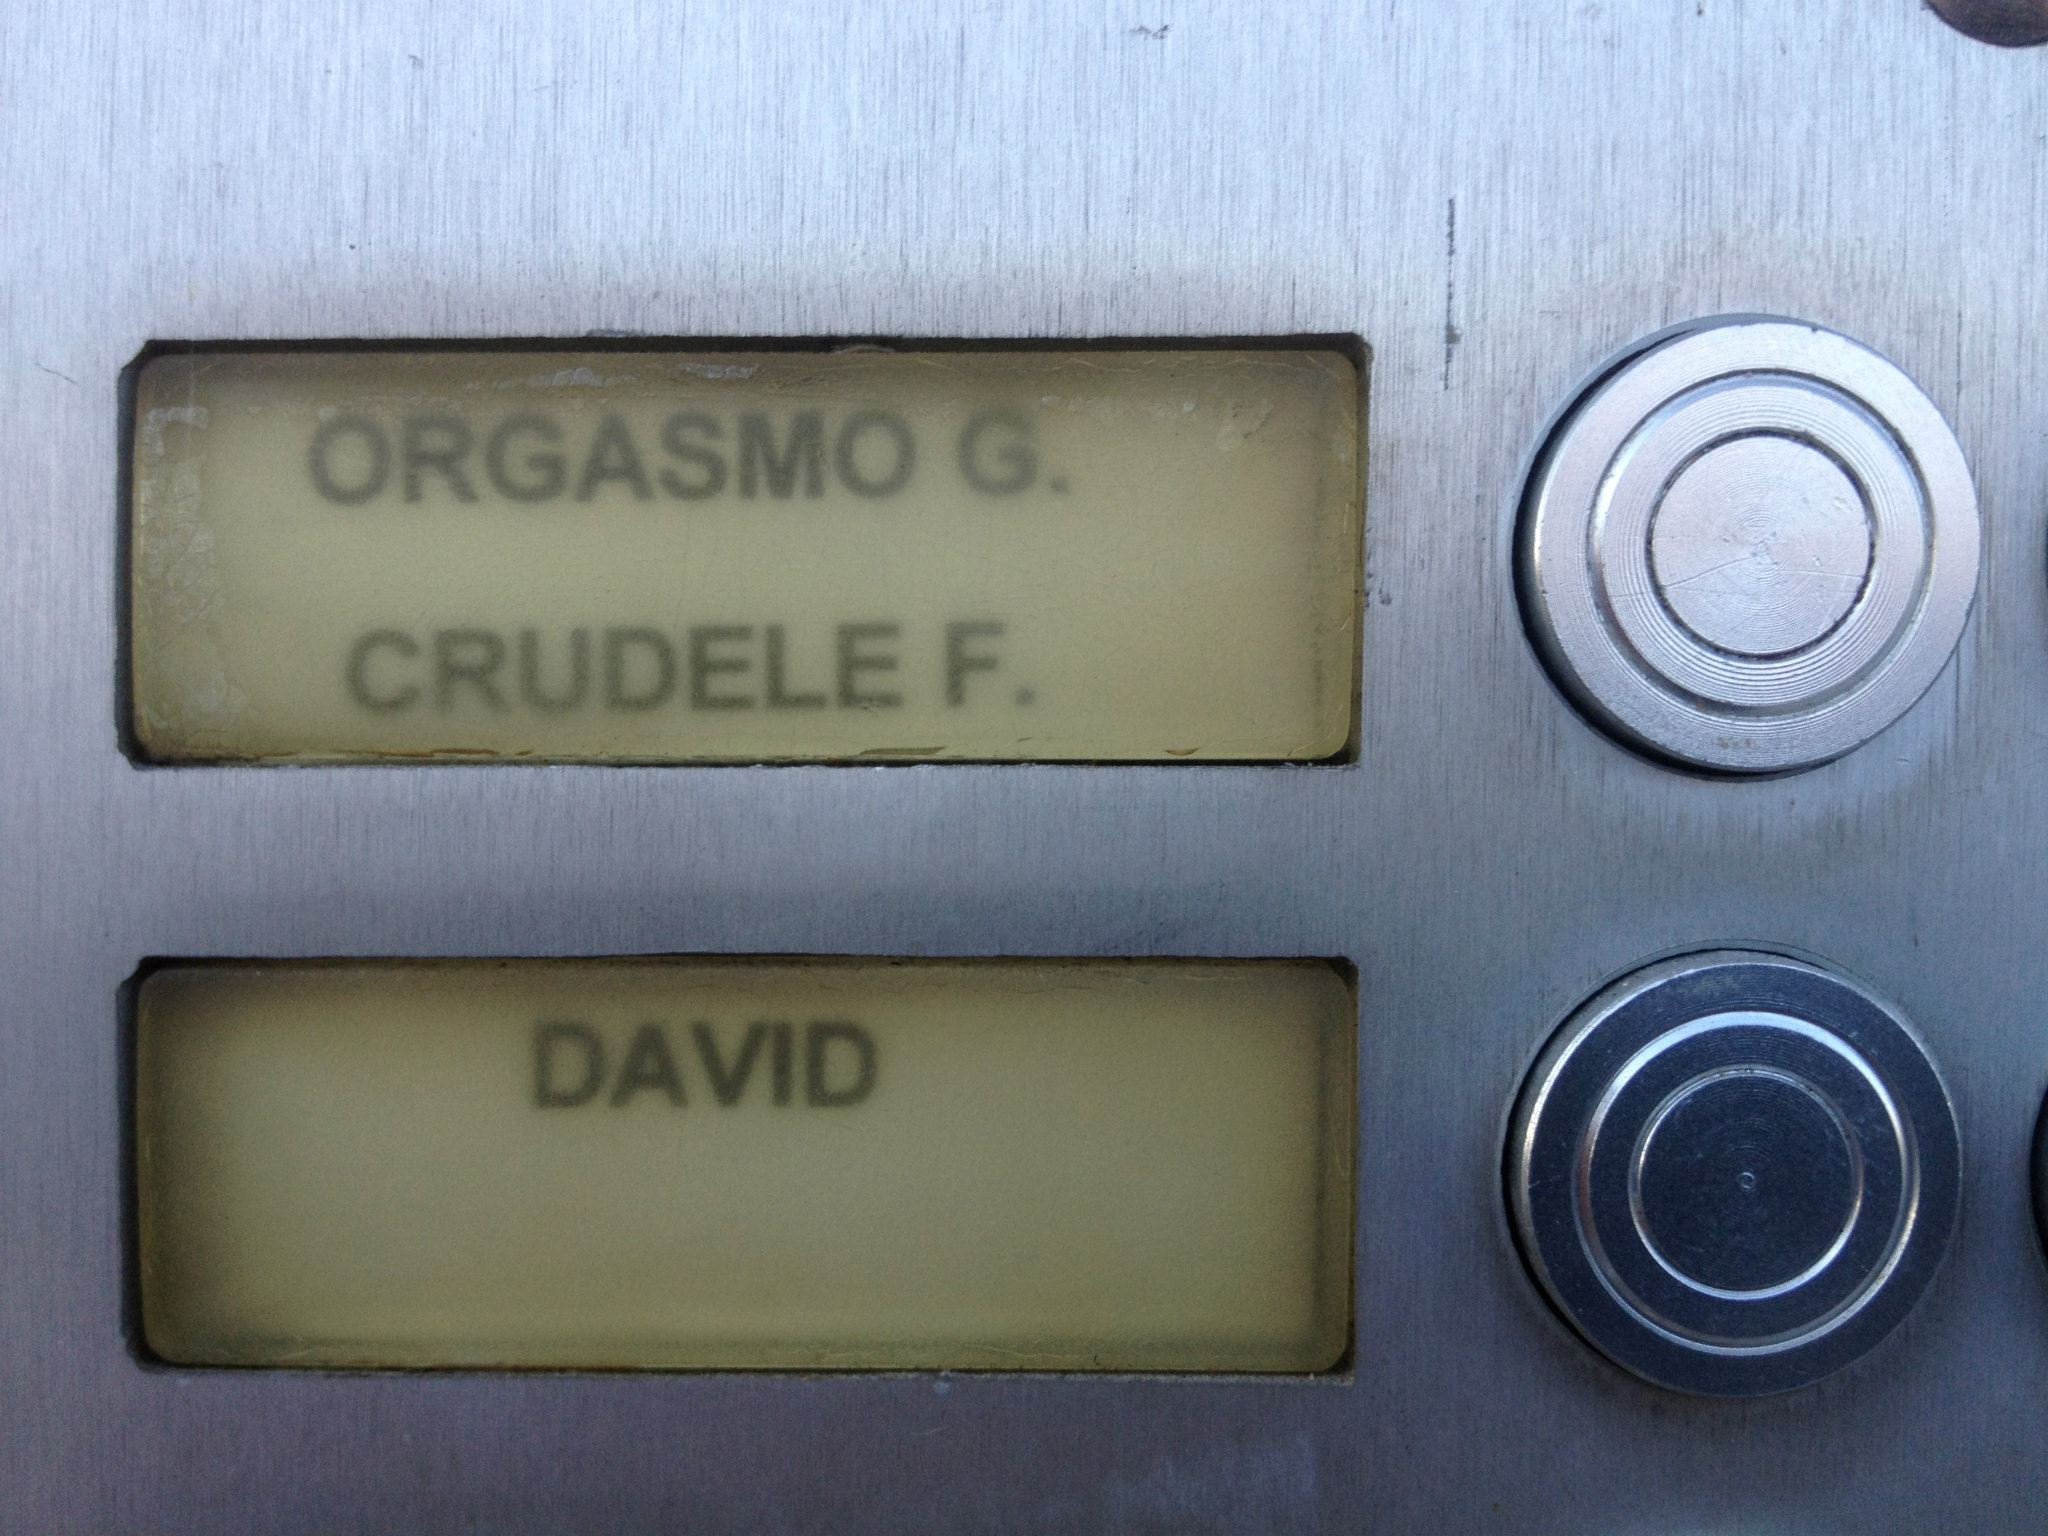 ORGASMO G.
CRUDELE F.
DAVID